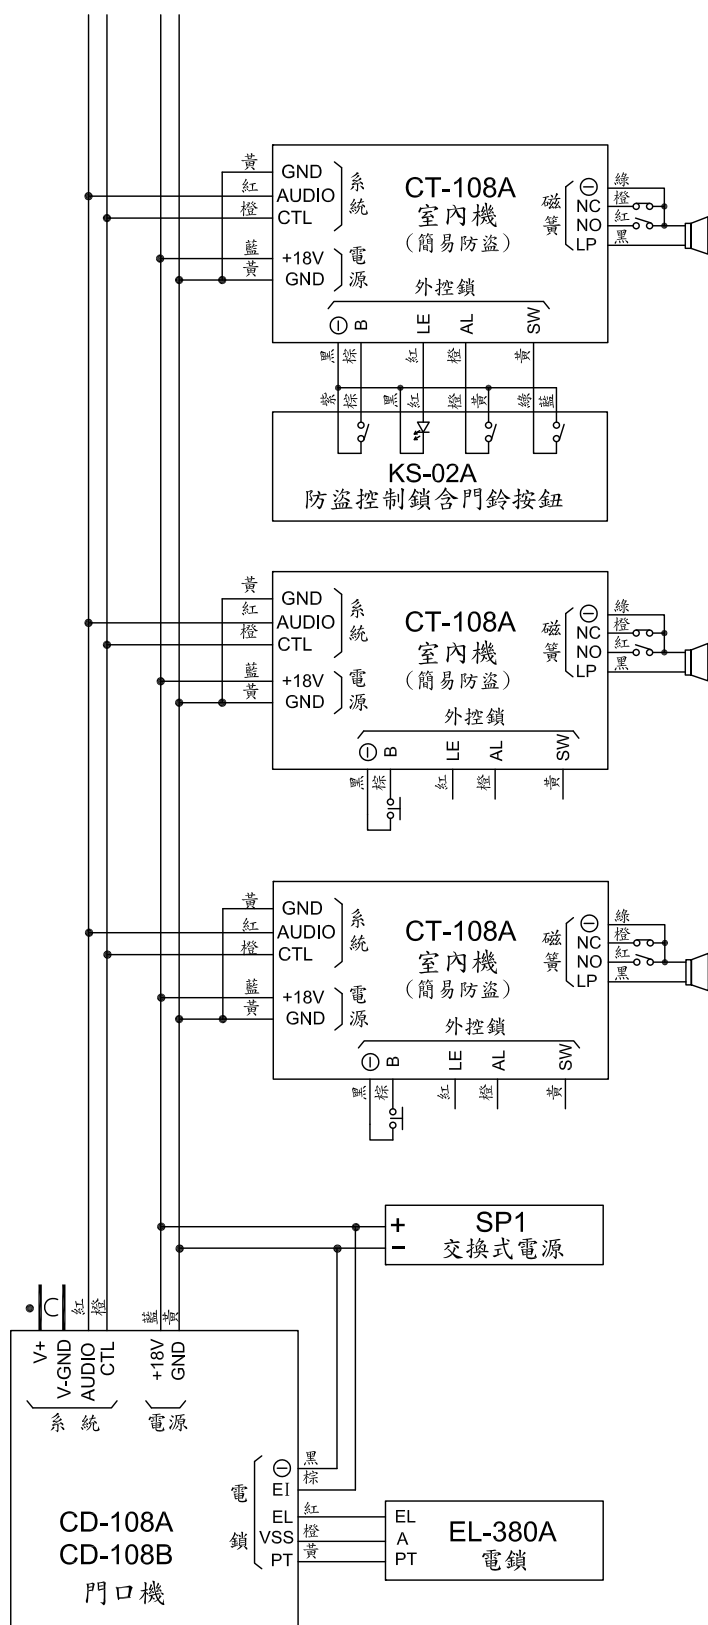 黃 GND
紅 AUDIO
橙 CTL
系統
藍 +18V
黃 GND
電源
CT-108A
室內機
(簡易防盜)
磁簧
⊖ 綠
NC 橙
NO 紅
LP 黑
外控鎖
⊖ B LE AL SW
黑 棕 紅 橙 黃
紫 棕 黑 紅 橙 黃 綠 藍
KS-02A
防盜控制鎖含門鈴按鈕
黃 GND
紅 AUDIO
橙 CTL
系統
藍 +18V
黃 GND
電源
CT-108A
室內機
(簡易防盜)
磁簧
⊖ 綠
NC 橙
NO 紅
LP 黑
外控鎖
⊖ B LE AL SW
黑 棕 紅 橙 黃
黃 GND
紅 AUDIO
橙 CTL
系統
藍 +18V
黃 GND
電源
CT-108A
室內機
(簡易防盜)
磁簧
⊖ 綠
NC 橙
NO 紅
LP 黑
外控鎖
⊖ B LE AL SW
黑 棕 紅 橙 黃
+ SP1
- 交換式電源
紅 橙 藍 黃
V+ V-GND AUDIO CTL +18V GND
系統 電源
電鎖
⊖ 黑
EI 棕
EL 紅 EL
VSS 橙 A
PT 黃 PT
EL-380A
電鎖
CD-108A
CD-108B
門口機